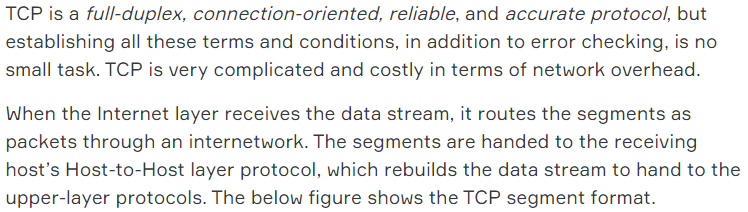 TCP is a full-duplex, connection-oriented, reliable, and accurate protocol, but
establishing all these terms and conditions, in addition to error checking, is no
small task. TCP is very complicated and costly in terms of network overhead.
When the Internet layer receives the data stream, it routes the segments as
packets through an internetwork. The segments are handed to the receiving
host’s Host-to-Host layer protocol, which rebuilds the data stream to hand to the
upper-layer protocols. The below figure shows the TCP segment format.